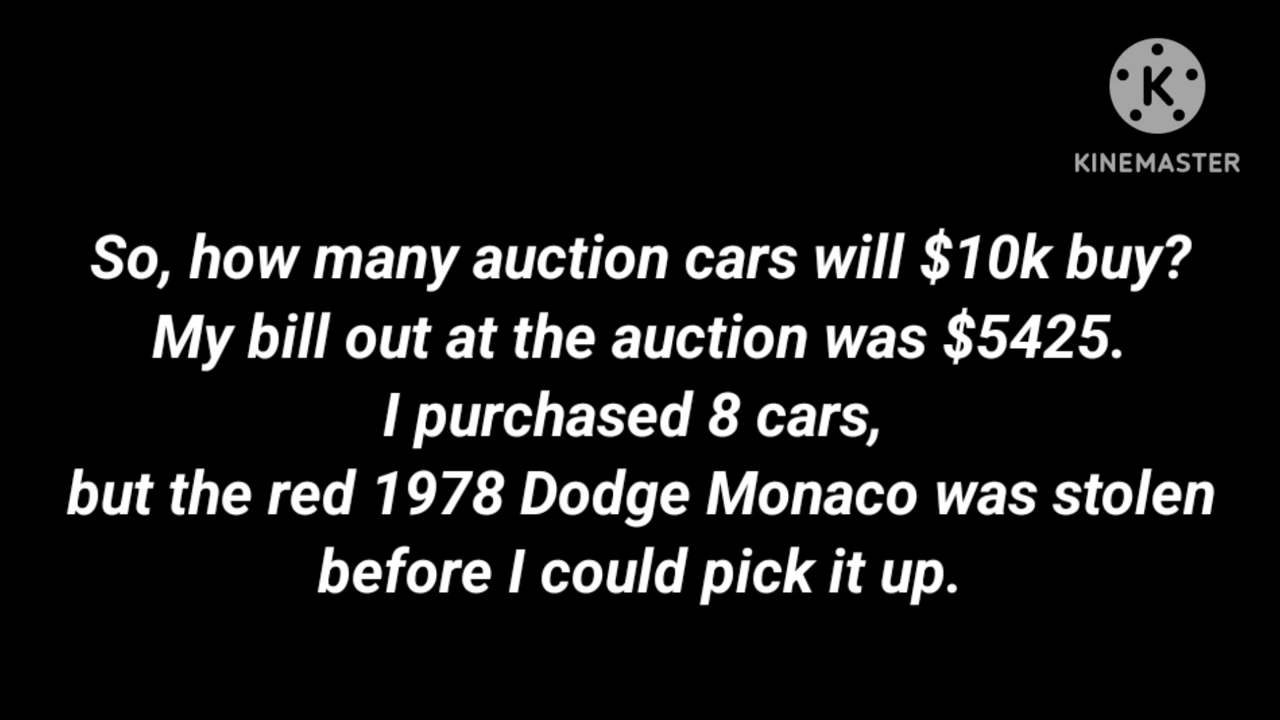 K
KINEMASTER
So, how many auction cars will $10k buy?
My bill out at the auction was $5425.
I purchased 8 cars,
but the red 1978 Dodge Monaco was stolen
before I could pick it up.